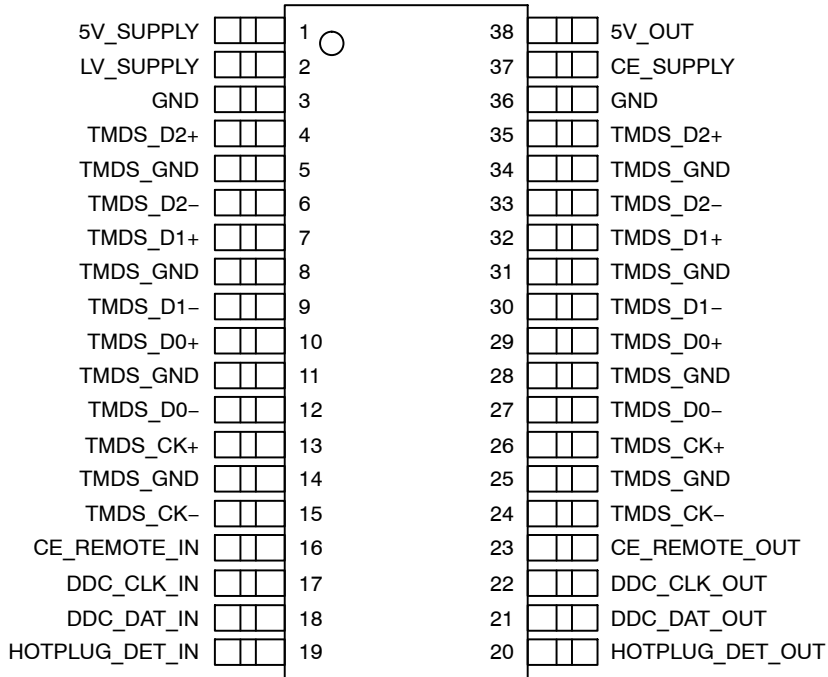 5V_SUPPLY 1 38 5V_OUT
LV_SUPPLY 2 37 CE_SUPPLY
GND 3 36 GND
TMDS_D2+ 4 35 TMDS_D2+
TMDS_GND 5 34 TMDS_GND
TMDS_D2− 6 33 TMDS_D2−
TMDS_D1+ 7 32 TMDS_D1+
TMDS_GND 8 31 TMDS_GND
TMDS_D1− 9 30 TMDS_D1−
TMDS_D0+ 10 29 TMDS_D0+
TMDS_GND 11 28 TMDS_GND
TMDS_D0− 12 27 TMDS_D0−
TMDS_CK+ 13 26 TMDS_CK+
TMDS_GND 14 25 TMDS_GND
TMDS_CK− 15 24 TMDS_CK−
CE_REMOTE_IN 16 23 CE_REMOTE_OUT
DDC_CLK_IN 17 22 DDC_CLK_OUT
DDC_DAT_IN 18 21 DDC_DAT_OUT
HOTPLUG_DET_IN 19 20 HOTPLUG_DET_OUT